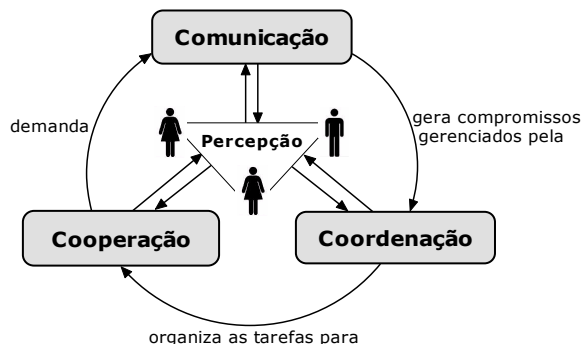 Comunicação
demanda
gera compromissos
gerenciados pela
Percepção
Cooperação
Coordenação
organiza as tarefas para